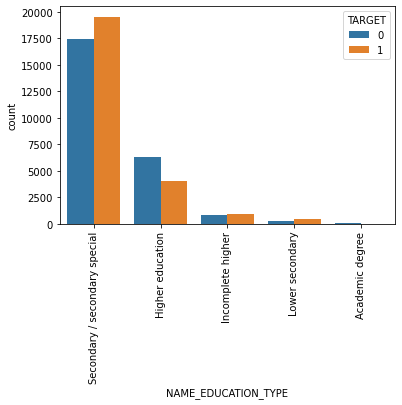 TARGET
0
1
20000
17500
15000
12500
10000
7500
5000
2500
0
count
Secondary / secondary special
Higher education
Incomplete higher
Lower secondary
Academic degree
NAME_EDUCATION_TYPE